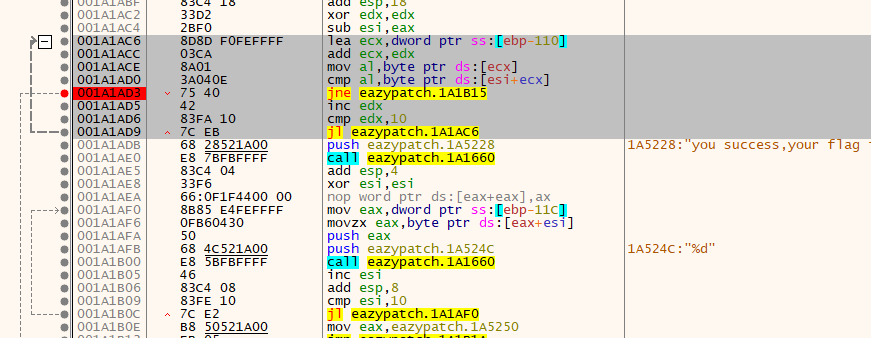 001A1ABF 83C4 18 add esp,18
001A1AC2 33D2 xor edx,edx
001A1AC4 2BF0 sub esi,eax
001A1AC6 8D8D F0FEFFFF lea ecx,dword ptr ss:[ebp-110]
001A1ACC 03CA add ecx,edx
001A1ACE 8A01 mov al,byte ptr ds:[ecx]
001A1AD0 3A040E cmp al,byte ptr ds:[esi+ecx]
001A1AD3 75 40 jne eazypatch.1A1B15
001A1AD5 42 inc edx
001A1AD6 83FA 10 cmp edx,10
001A1AD9 7C EB jl eazypatch.1A1AC6
001A1ADB 68 28521A00 push eazypatch.1A5228 1A5228:"you success,your flag
001A1AE0 E8 7BFBFFFF call eazypatch.1A1660
001A1AE5 83C4 04 add esp,4
001A1AE8 33F6 xor esi,esi
001A1AEA 66:0F1F4400 00 nop word ptr ds:[eax+eax],ax
001A1AF0 8B85 E4FEFFFF mov eax,dword ptr ss:[ebp-11C]
001A1AF6 0FB60430 movzx eax,byte ptr ds:[eax+esi]
001A1AFA 50 push eax
001A1AFB 68 4C521A00 push eazypatch.1A524C 1A524C:"%d"
001A1B00 E8 5BFBFFFF call eazypatch.1A1660
001A1B05 46 inc esi
001A1B06 83C4 08 add esp,8
001A1B09 83FE 10 cmp esi,10
001A1B0C 7C E2 jl eazypatch.1A1AF0
001A1B0E B8 50521A00 mov eax,eazypatch.1A5250